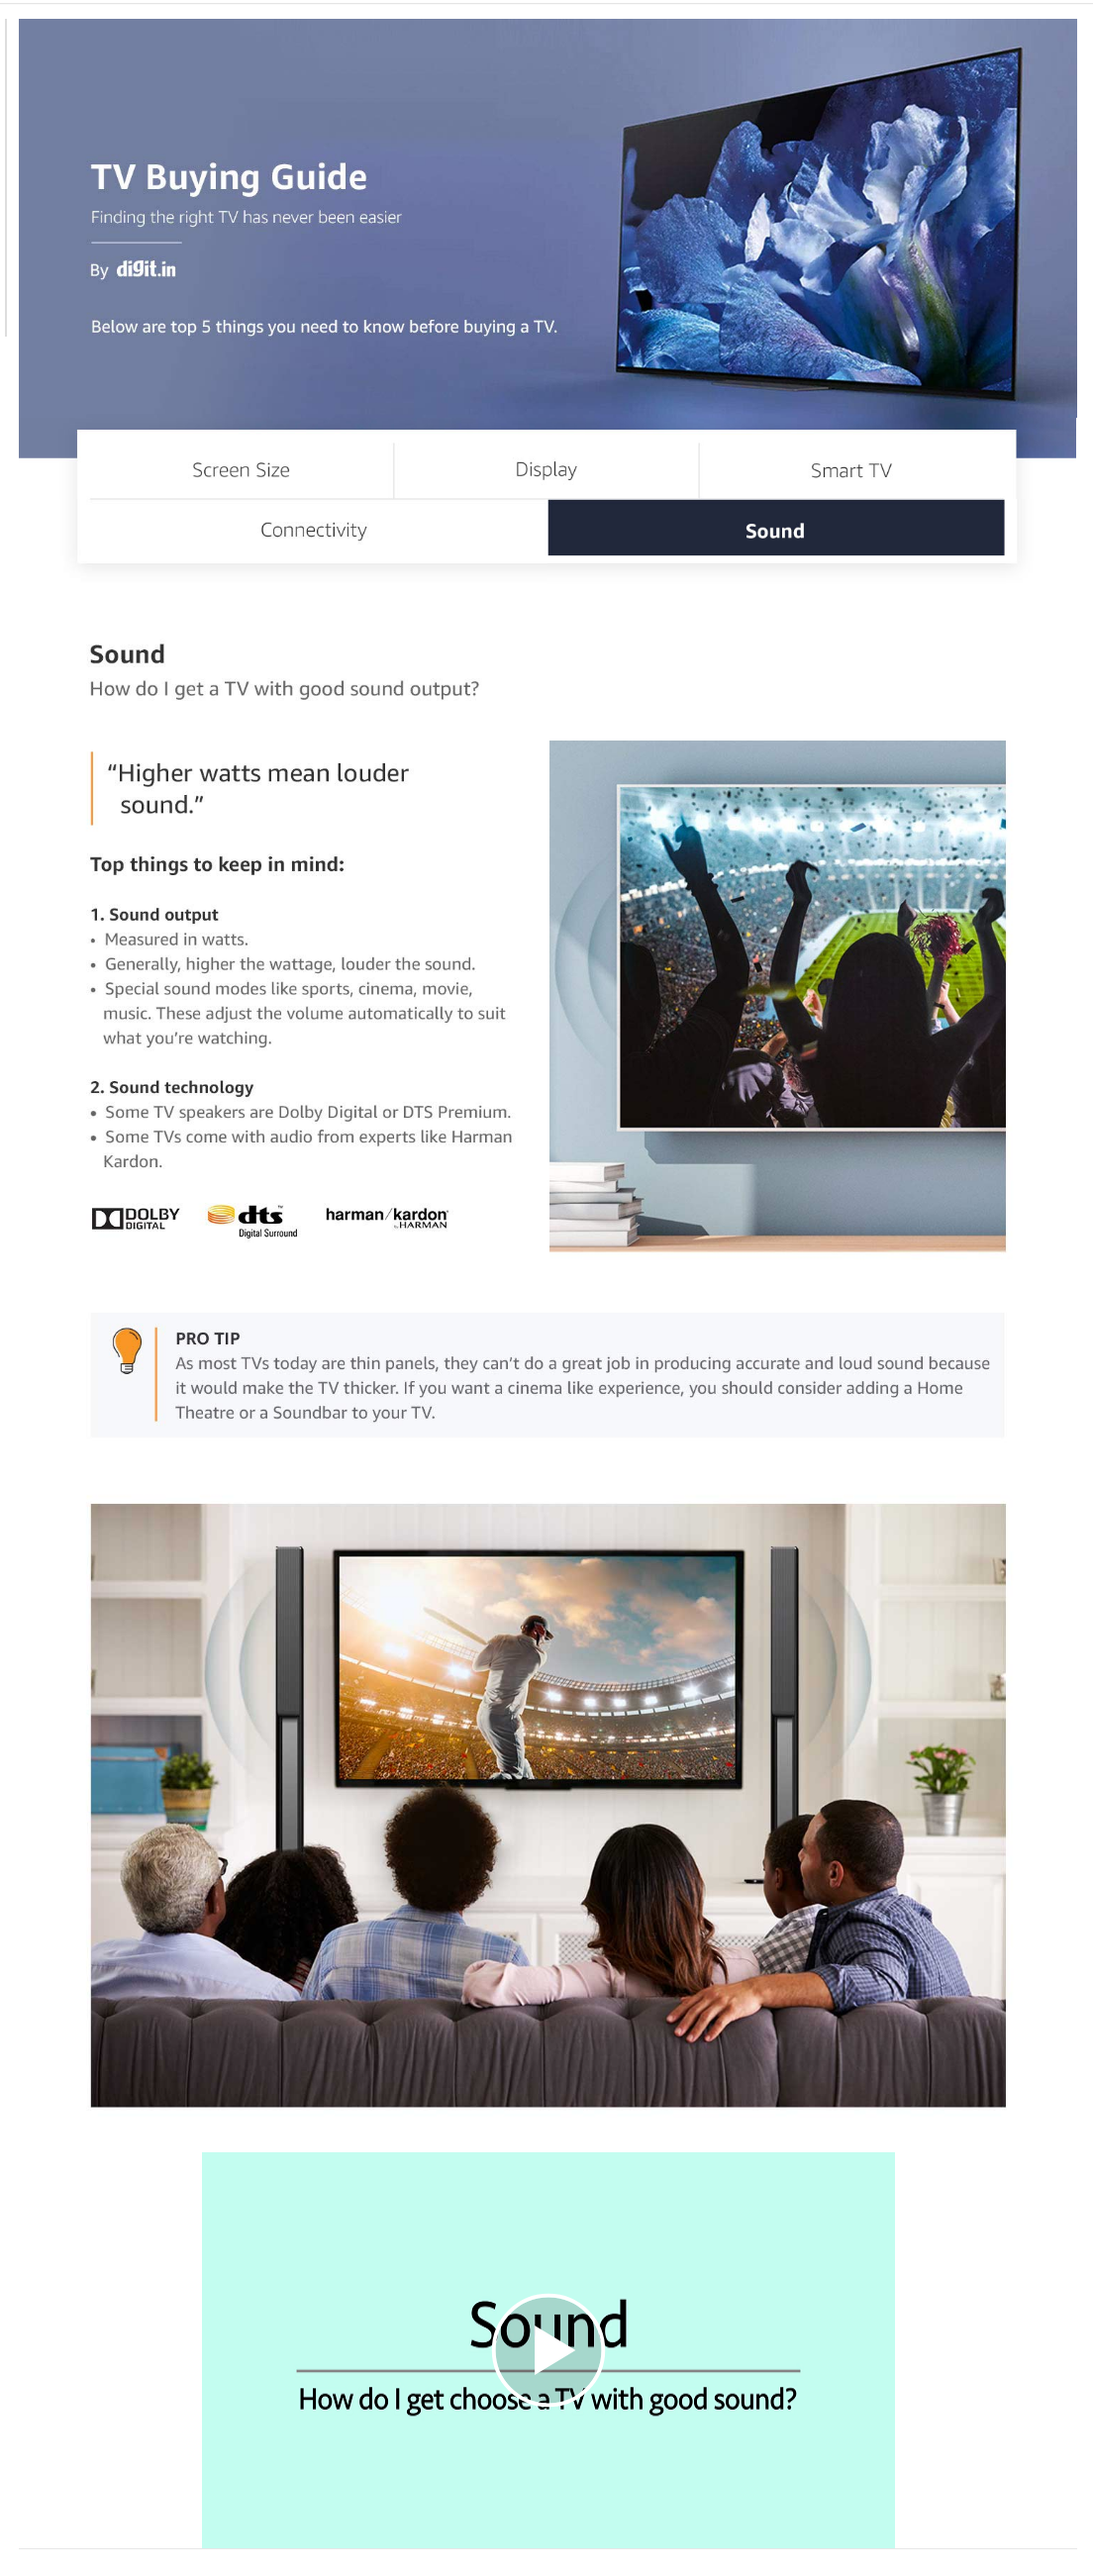 TV Buying Guide
Finding the right TV has never been easier
By digit.in
Below are top 5 things you need to know before buying a TV.
Screen Size
Display
Smart TV
Connectivity
Sound
Sound
How do I get a TV with good sound output?
“Higher watts mean louder
sound.”
Top things to keep in mind:
1. Sound output
• Measured in watts.
• Generally, higher the wattage, louder the sound.
• Special sound modes like sports, cinema, movie,
music. These adjust the volume automatically to suit
what you’re watching.
2. Sound technology
• Some TV speakers are Dolby Digital or DTS Premium.
• Some TVs come with audio from experts like Harman
Kardon.
DOLBY
DIGITAL
dts
Digital Surround
harman/kardon
by HARMAN
PRO TIP
As most TVs today are thin panels, they can’t do a great job in producing accurate and loud sound because
it would make the TV thicker. If you want a cinema like experience, you should consider adding a Home
Theatre or a Soundbar to your TV.
Sound
How do I get choose a TV with good sound?